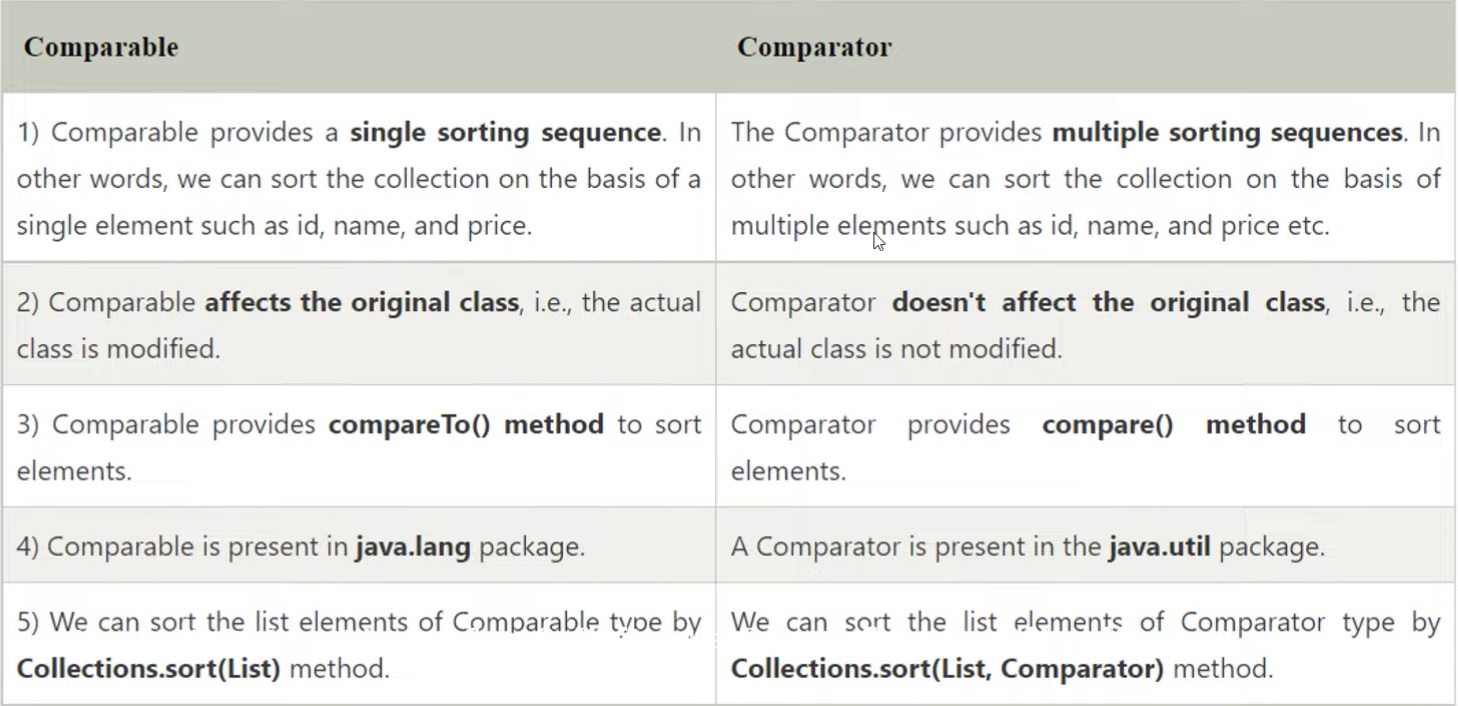 Comparable
Comparator
1) Comparable provides a single sorting sequence. In
other words, we can sort the collection on the basis of a
single element such as id, name, and price.
The Comparator provides multiple sorting sequences. In
other words, we can sort the collection on the basis of
multiple elements such as id, name, and price etc.
2) Comparable affects the original class, i.e., the actual
class is modified.
Comparator doesn't affect the original class, i.e., the
actual class is not modified.
3) Comparable provides compareTo() method to sort
elements.
Comparator provides compare() method to sort
elements.
4) Comparable is present in java.lang package.
A Comparator is present in the java.util package.
5) We can sort the list elements of Comparable type by
Collections.sort(List) method.
We can sort the list elements of Comparator type by
Collections.sort(List, Comparator) method.